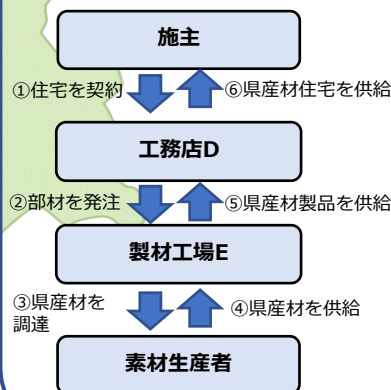 施主
①住宅を契約
⑥県産材住宅を供給
工務店D
②部材を発注
⑤県産材製品を供給
製材工場E
③県産材を
調達
④県産材を供給
素材生産者